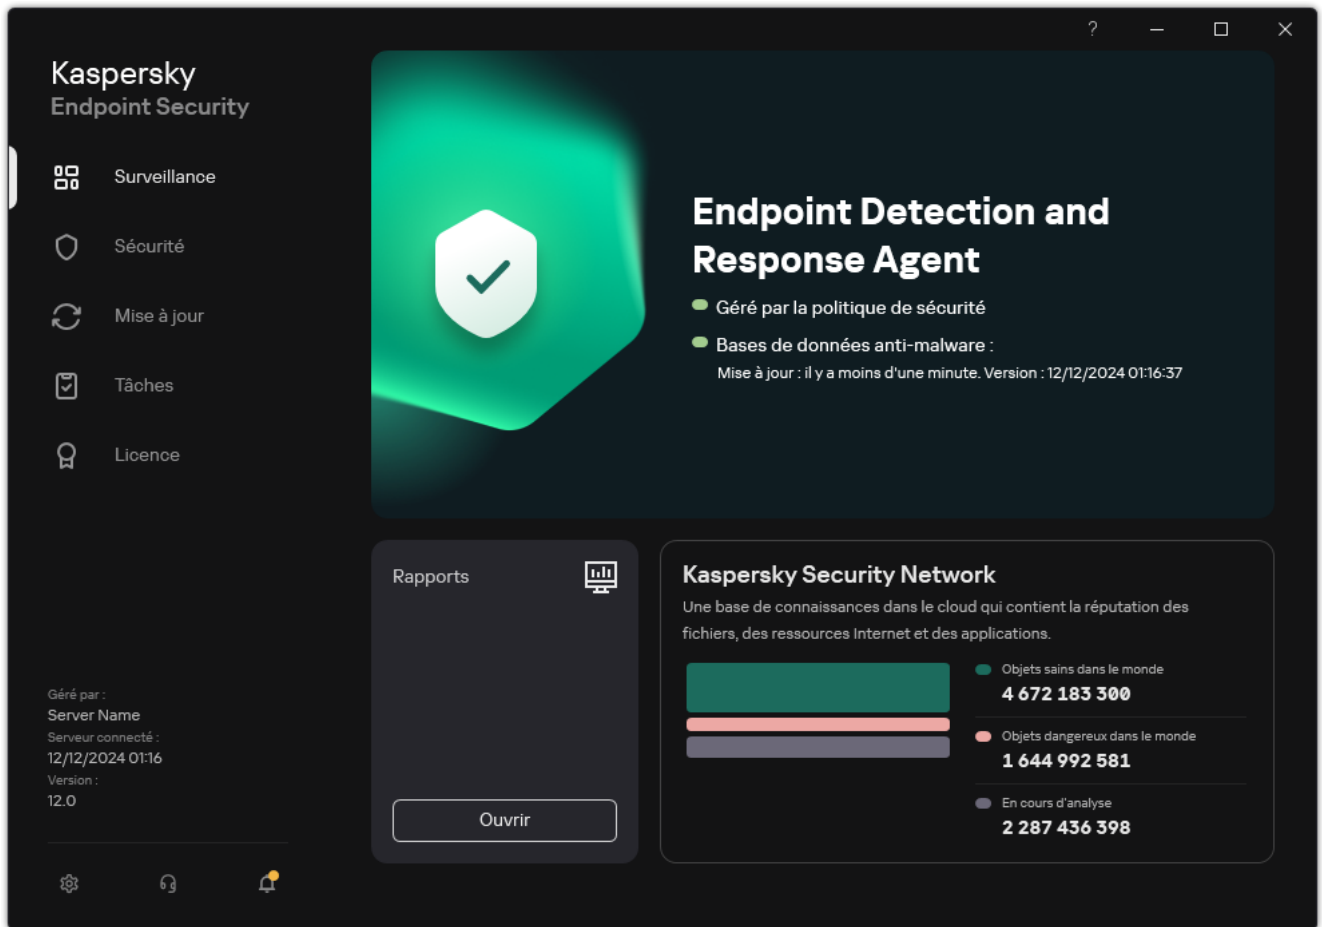 ?
Kaspersky
Endpoint Security
Surveillance
Sécurité
Mise à jour
Tâches
Licence
Géré par :
Server Name
Serveur connecté :
12/12/2024 01:16
Version :
12.0
Endpoint Detection and
Response Agent
Géré par la politique de sécurité
Bases de données anti-malware :
Mise à jour : il y a moins d'une minute. Version : 12/12/2024 01:16:37
Rapports
Ouvrir
Kaspersky Security Network
Une base de connaissances dans le cloud qui contient la réputation des
fichiers, des ressources Internet et des applications.
Objets sains dans le monde
4 672 183 300
Objets dangereux dans le monde
1 644 992 581
En cours d'analyse
2 287 436 398